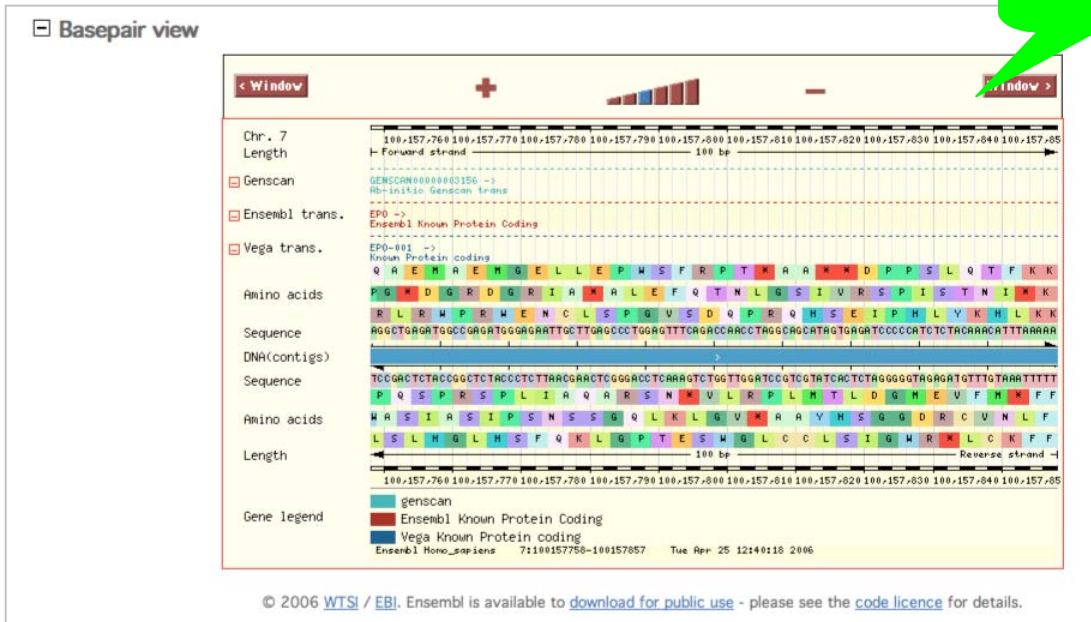 Basepair view
< Window
Window >
Chr. 7
100,157,760 100,157,770 100,157,780 100,157,790 100,157,800 100,157,810 100,157,820 100,157,830 100,157,840 100,157,85
Length
Forward strand
100 bp
Genscan
GENSCAN00000003156 ->
Ab-initio Genscan trans
Ensembl trans.
EPO ->
Ensembl Known Protein Coding
Vega trans.
EPO-001 ->
Known Protein coding
Q A E M A E M G E L L E P W S F R P T * A A * * D P P S L Q T F K K
Amino acids
P G * D G R D G R I A * A L E F Q T N L G S I V R S P I S T N I * K
R L R W P R W E N C L S P G V S D Q P R Q H S E I P H L Y K H L K K
Sequence
AGGCTGAGATGGCCGAGATGGGAGAATTGCTTGAGCCCTGGAGTTTCAGACCAACCTAGGCAGCATAGTGAGATCCCCCATCTCTACAAACATTTAAAAA
DNA(contigs)
>
Sequence
TCCGACTCTACCGGCTCTACCCTCTTAACGAACTCGGGACCTCAAAGTCTGGTTGGATCCGTCGTATCACTCTAGGGGGTAGAGATGTTTGTAAATTTTT
P Q S P R S P L I A Q A R S N * V L R P L M T L D G M E V F M * F F
Amino acids
W A S I A S I P S N S S G Q L K L G V * A A Y H S G G D R C V N L F
L S L H G L H S F Q K L G P T E S W G L C C L S I G W R * L C K F F
Length
100 bp
Reverse strand
100,157,760 100,157,770 100,157,780 100,157,790 100,157,800 100,157,810 100,157,820 100,157,830 100,157,840 100,157,85
Gene legend
genscan
Ensembl Known Protein Coding
Vega Known Protein coding
Ensembl Homo_sapiens 7:100157758-100157857 Tue Apr 25 12:40:18 2006
© 2006 WTSI / EBI. Ensembl is available to download for public use - please see the code licence for details.